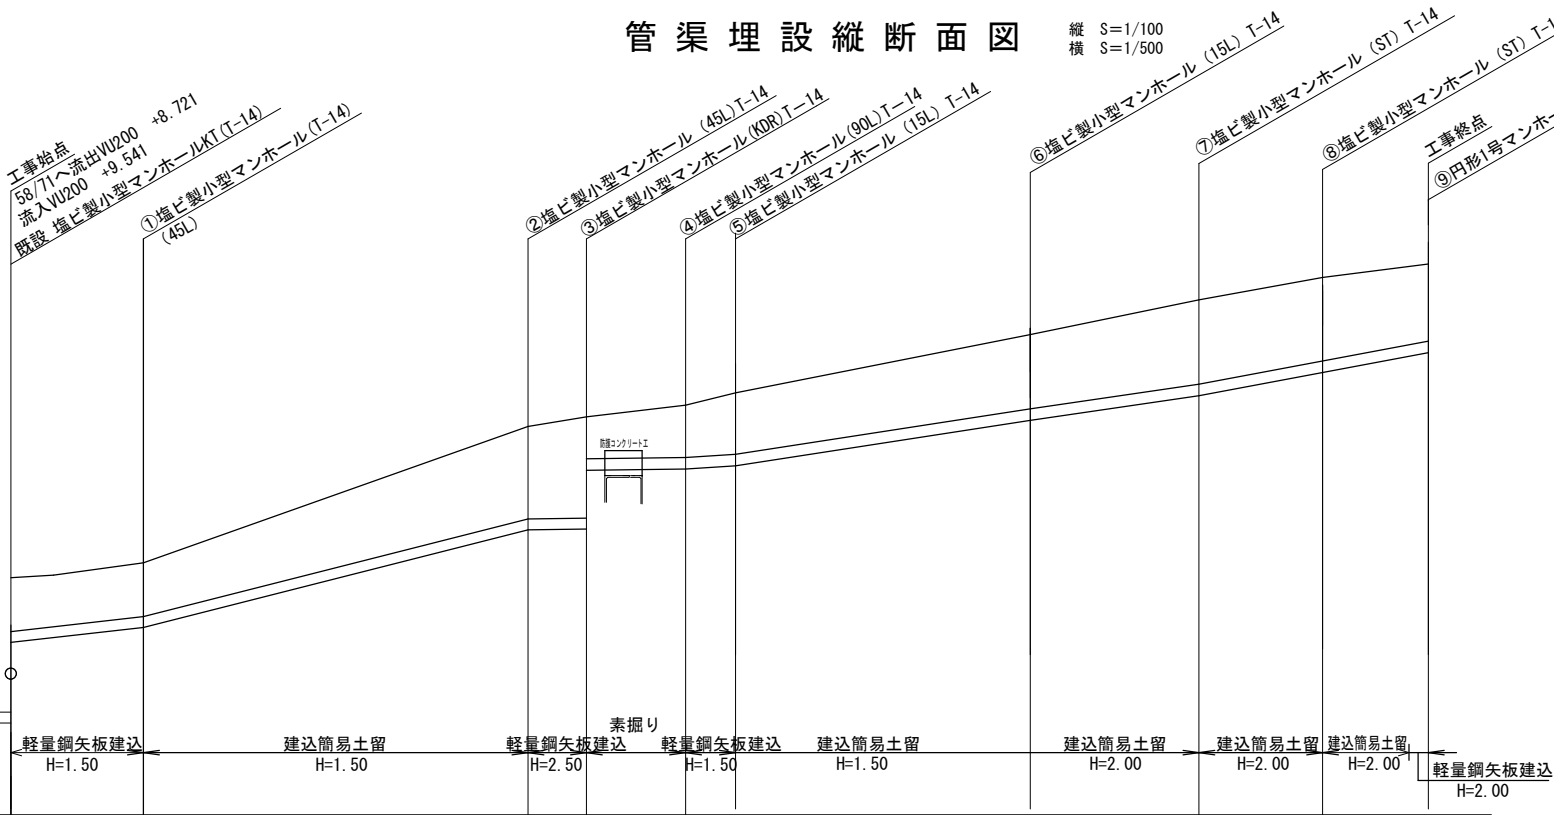 管渠埋設縦断面図
縦 S=1/100
横 S=1/500
工事始点
58/71へ流出VU200 +8.721
流入VU200 +9.541
既設 塩ビ製小型マンホールKT(T-14)
①塩ビ製小型マンホール(T-14)
(45L)
②塩ビ製小型マンホール (45L)T-14
③塩ビ製小型マンホール(KDR)T-14
④塩ビ製小型マンホール(90L)T-14
⑤塩ビ製小型マンホール (15L) T-14
⑥塩ビ製小型マンホール (15L) T-14
⑦塩ビ製小型マンホール (ST) T-14
⑧塩ビ製小型マンホール (ST) T-1
工事終点
⑨円形1号マンホー
防護コンクリート工
素掘り
軽量鋼矢板建込
H=1.50
建込簡易土留
H=1.50
軽量鋼矢板建込
H=2.50
軽量鋼矢板建込
H=1.50
建込簡易土留
H=1.50
建込簡易土留
H=2.00
建込簡易土留
H=2.00
建込簡易土留
H=2.00
軽量鋼矢板建込
H=2.00